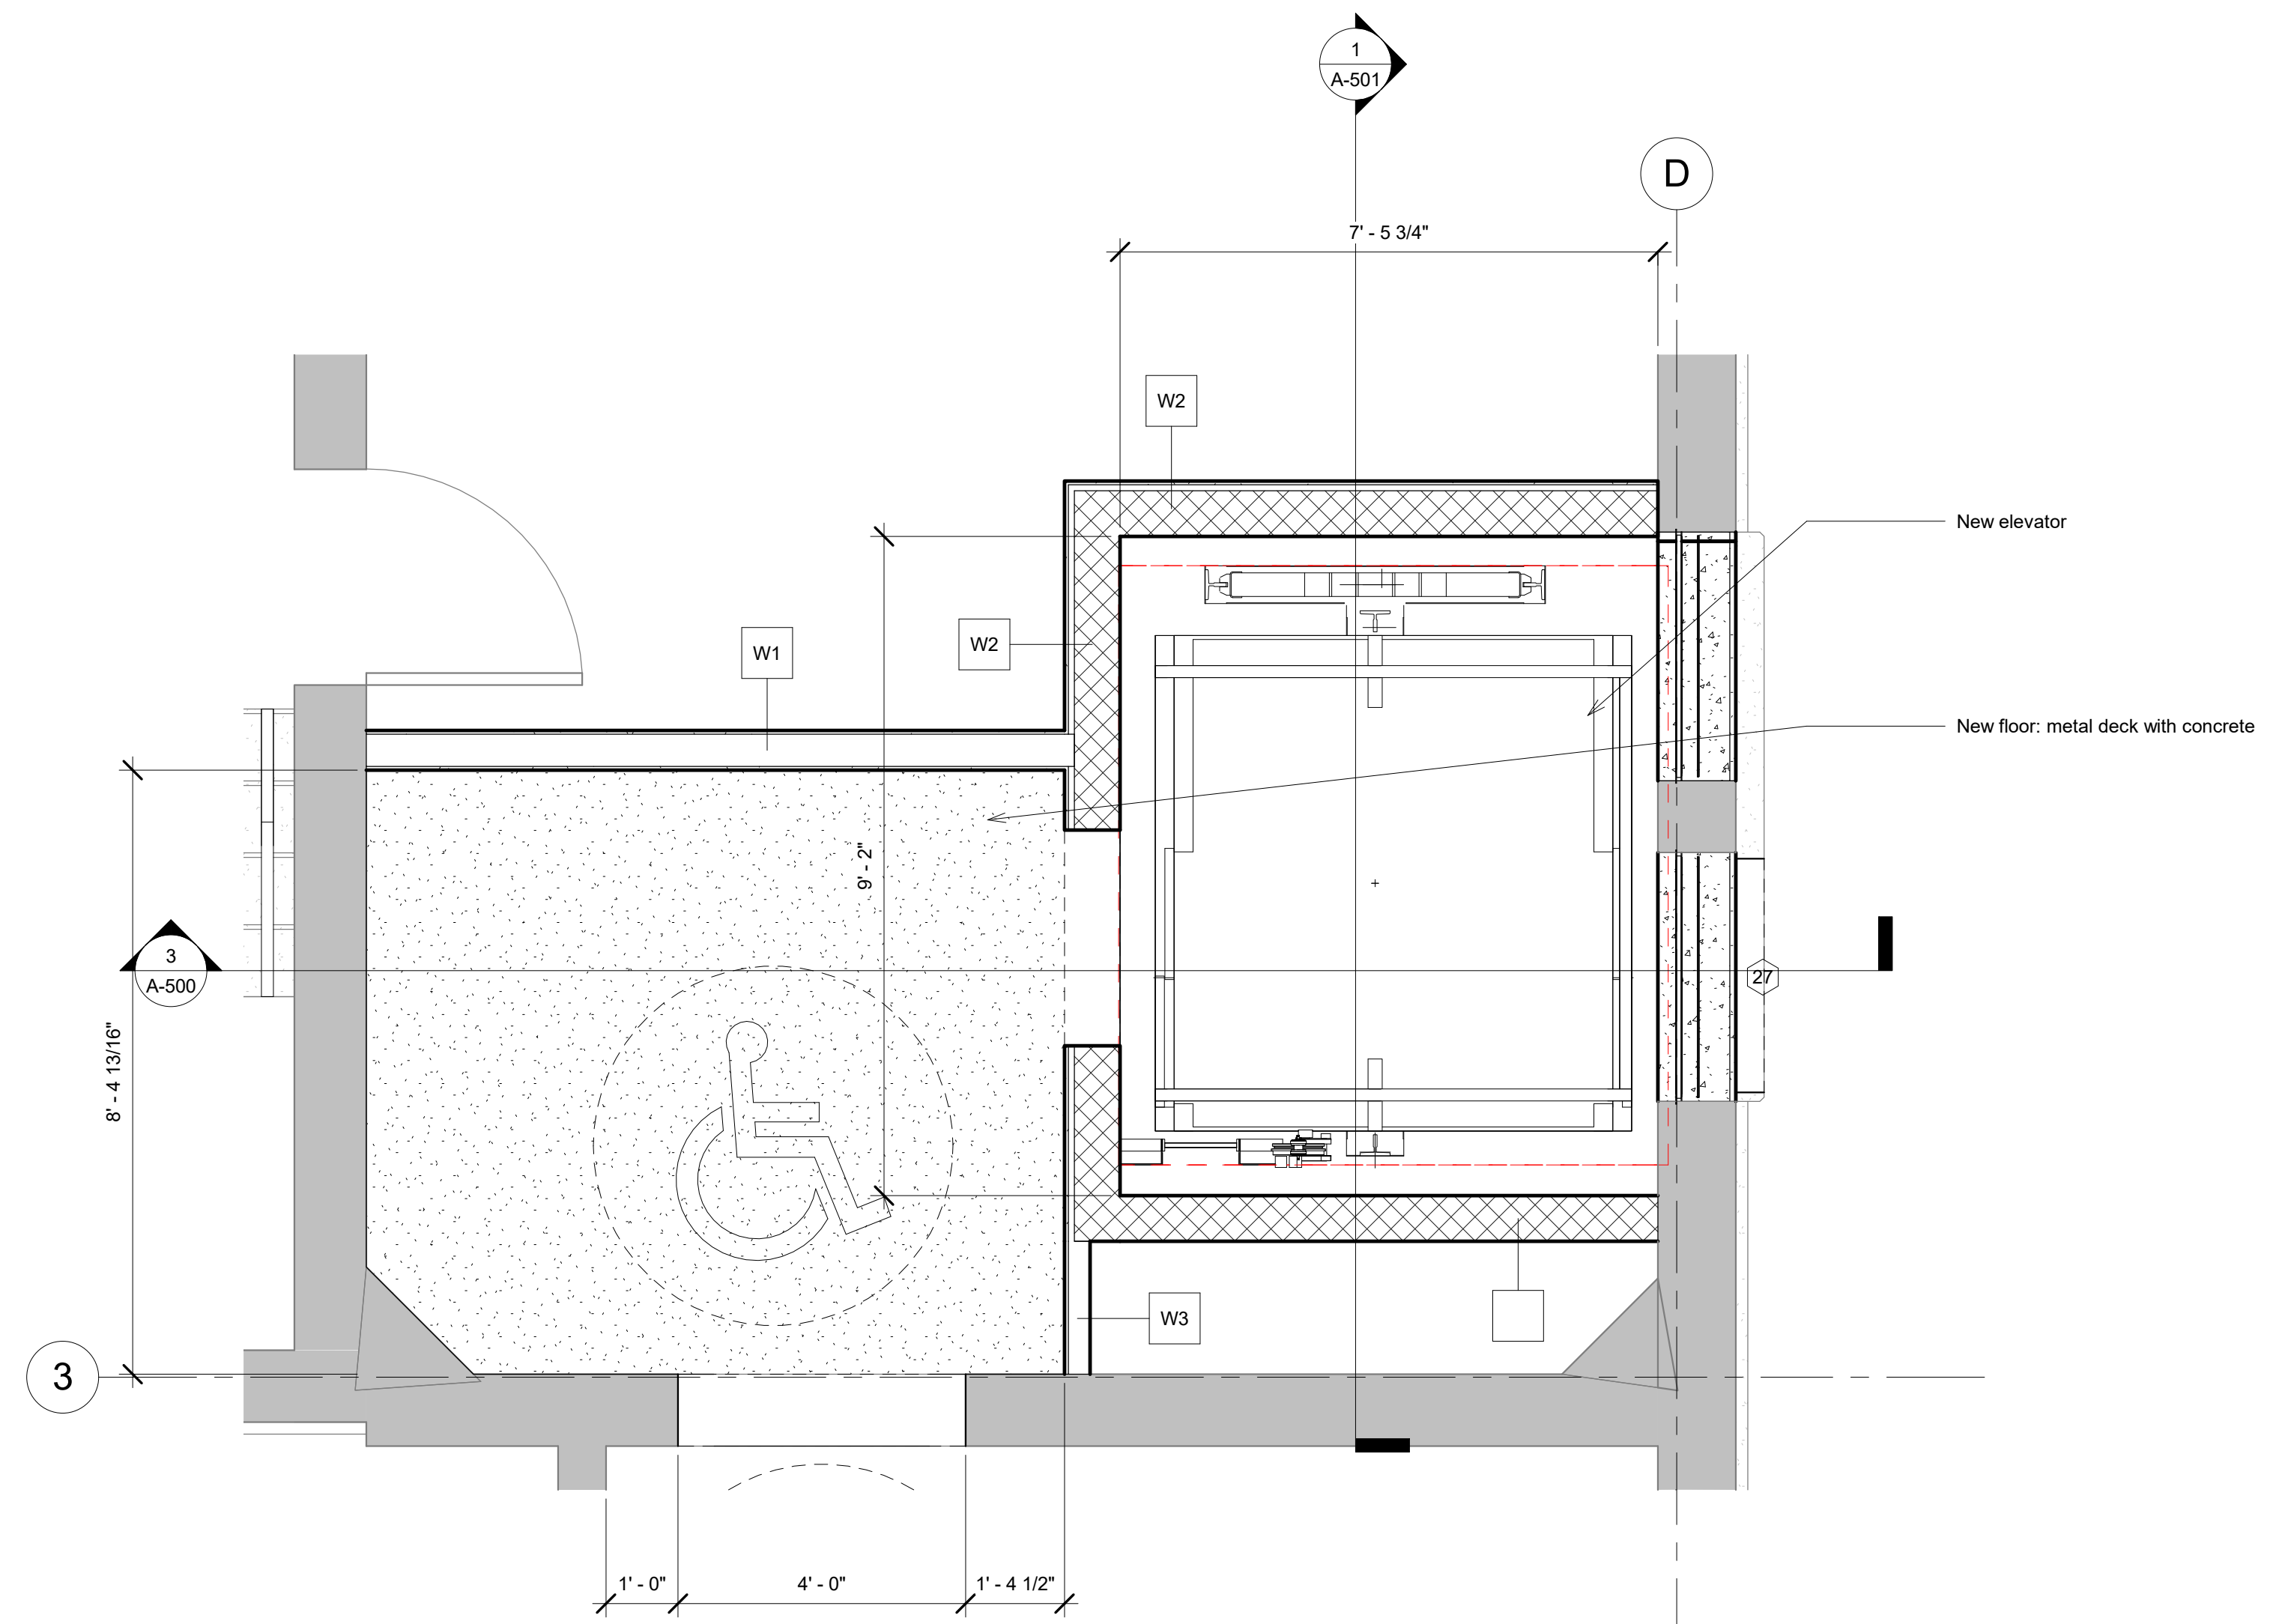 1
A-501
D
7' - 5 3/4"
W2
New elevator
W2
W1
New floor: metal deck with concrete
9' - 2"
3
A-500
27
8' - 4 13/16"
W3
3
1' - 0"
4' - 0"
1' - 4 1/2"